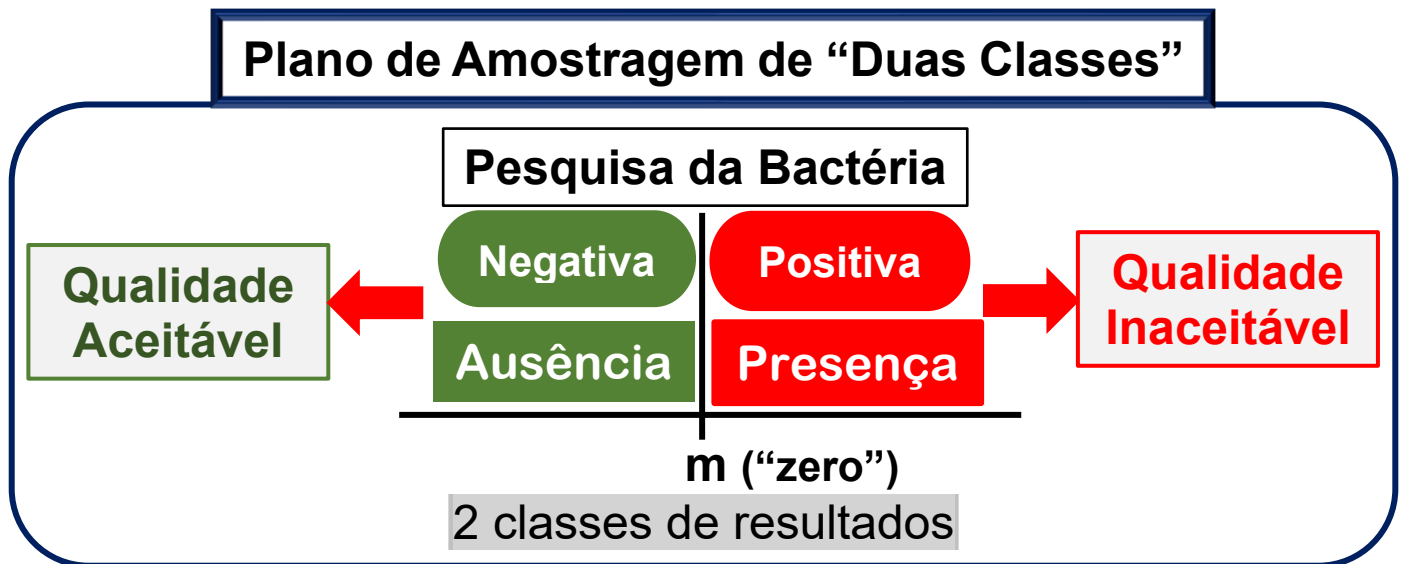 Plano de Amostragem de “Duas Classes”
Pesquisa da Bactéria
Qualidade
Aceitável
Negativa
Ausência
Positiva
Presença
Qualidade
Inaceitável
m (“zero”)
2 classes de resultados